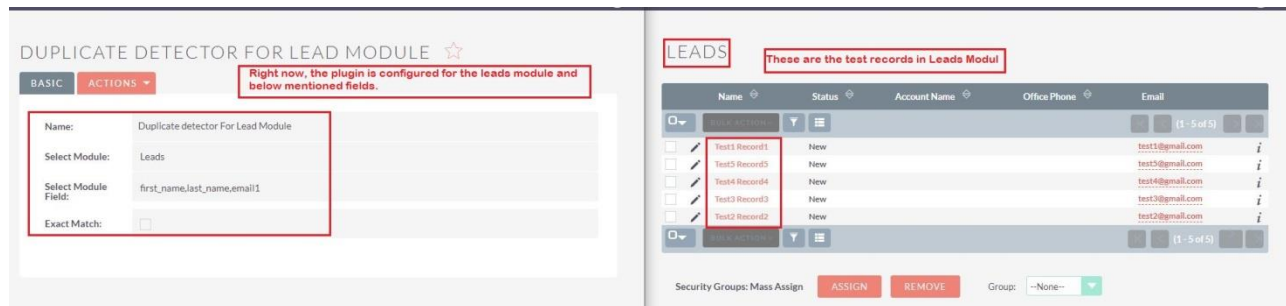 DUPLICATE DETECTOR FOR LEAD MODULE
BASIC ACTIONS
Right now, the plugin is configured for the leads module and
below mentioned fields.
Name: Duplicate detector For Lead Module
Select Module: Leads
Select Module
Field: first_name,last_name,email1
Exact Match:
LEADS
These are the test records in Leads Modul
Name Status Account Name Office Phone Email
BULK ACTION (1 - 5 of 5)
Test1 Record1 New test1@gmail.com i
Test5 Record5 New test5@gmail.com i
Test4 Record4 New test4@gmail.com i
Test3 Record3 New test3@gmail.com i
Test2 Record2 New test2@gmail.com i
BULK ACTION (1 - 5 of 5)
Security Groups: Mass Assign ASSIGN REMOVE Group: --None--